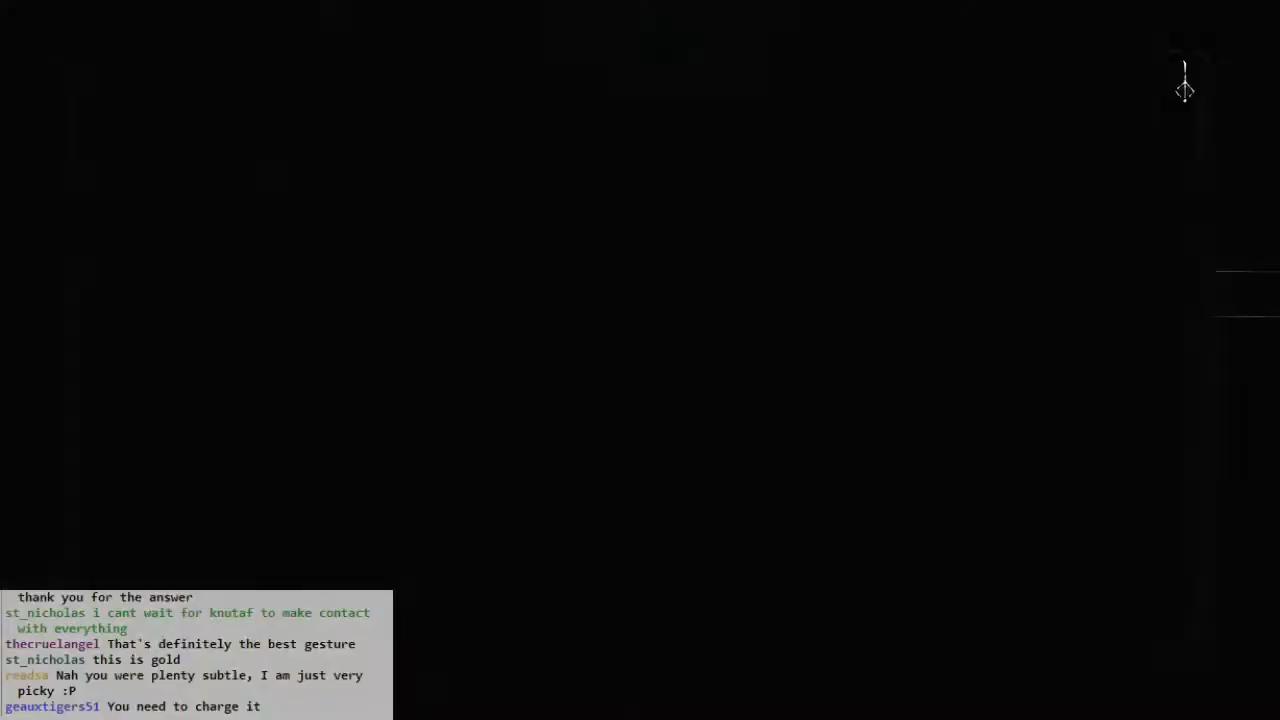 thank you for the answer
st_nicholas i cant wait for knutaf to make contact
with everything
thecruelangel That's definitely the best gesture
st_nicholas this is gold
readsa Nah you were plenty subtle, I am just very
picky :P
geauxtigers51 You need to charge it